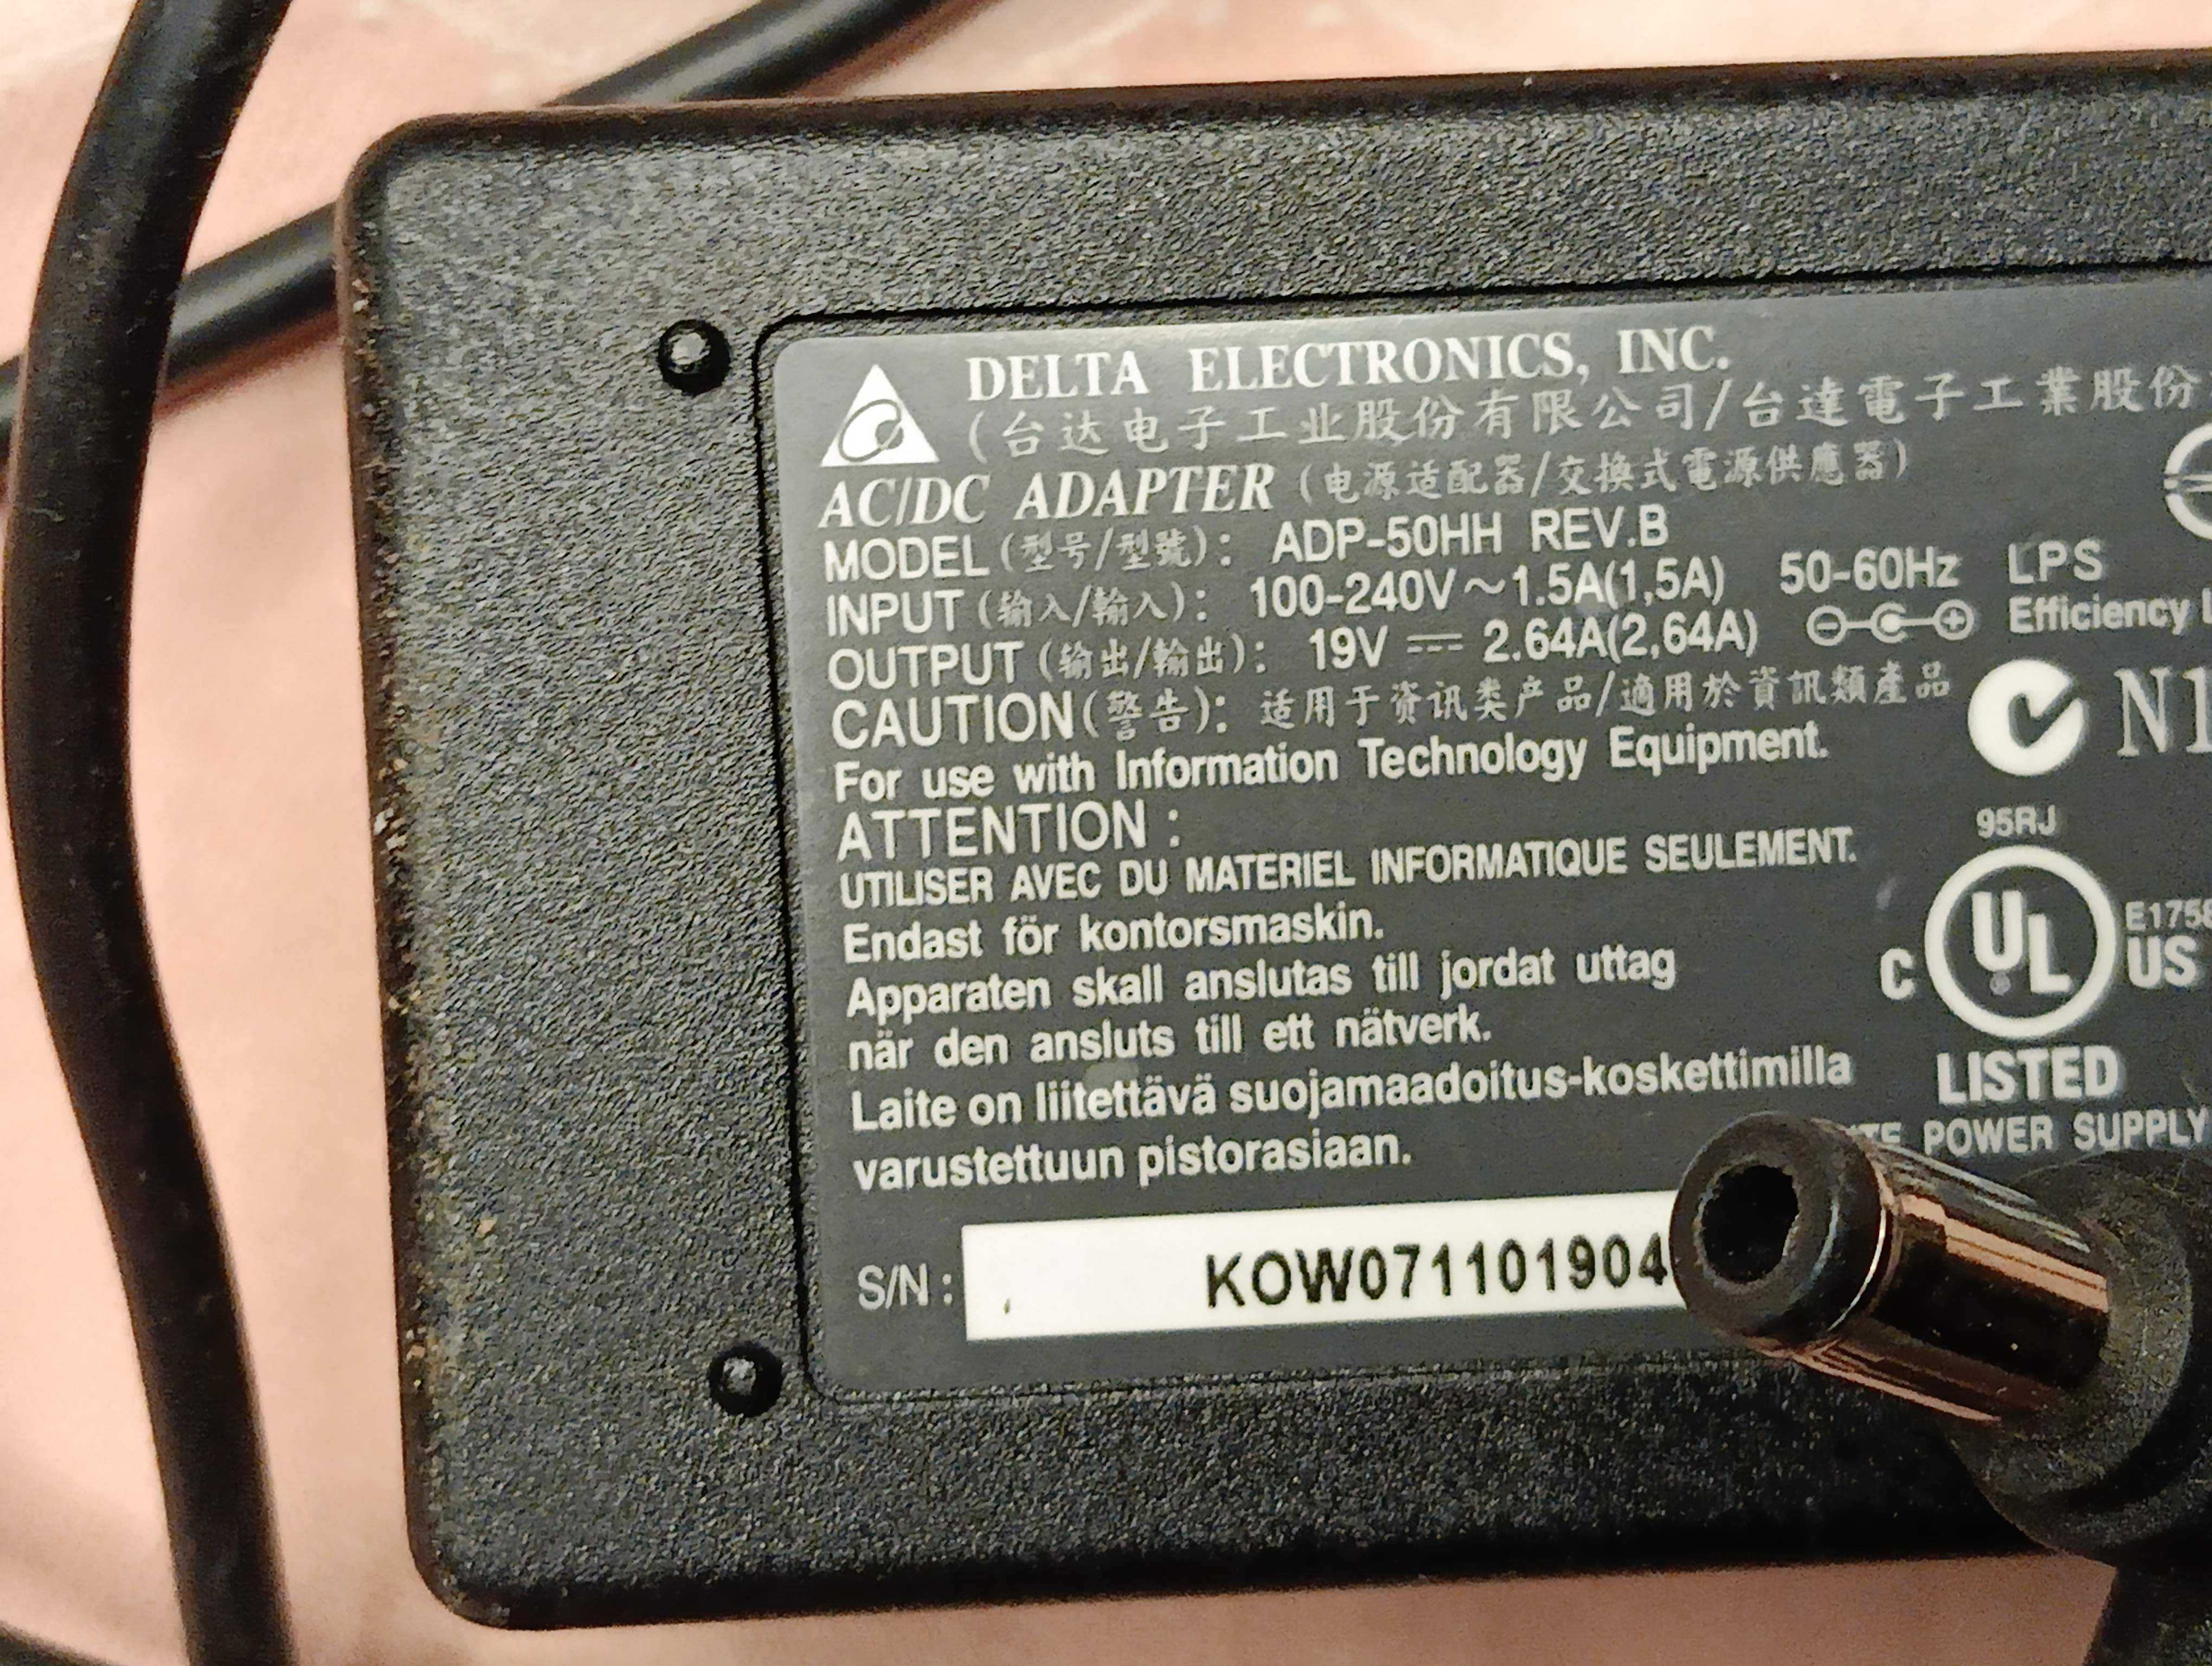 DELTA ELECTRONICS, INC.
(台达电子工业股份有限公司/台達電子工業股份
AC/DC ADAPTER (电源适配器/交換式電源供應器)
MODEL (型号/型號): ADP-50HH REV.B
INPUT (输入/輸入): 100-240V～1.5A(1,5A) 50-60Hz LPS
OUTPUT (输出/輸出): 19V ⎓ 2.64A(2,64A) Efficiency
CAUTION(警告): 适用于资讯类产品/適用於資訊類產品
N1
For use with Information Technology Equipment.
ATTENTION :
UTILISER AVEC DU MATERIEL INFORMATIQUE SEULEMENT.
Endast för kontorsmaskin.
Apparaten skall anslutas till jordat uttag
när den ansluts till ett nätverk.
Laite on liitettävä suojamaadoitus-koskettimilla
varustettuun pistorasiaan.
95RJ
E175
C UL US
LISTED
POWER SUPPLY
S/N : KOW071101904